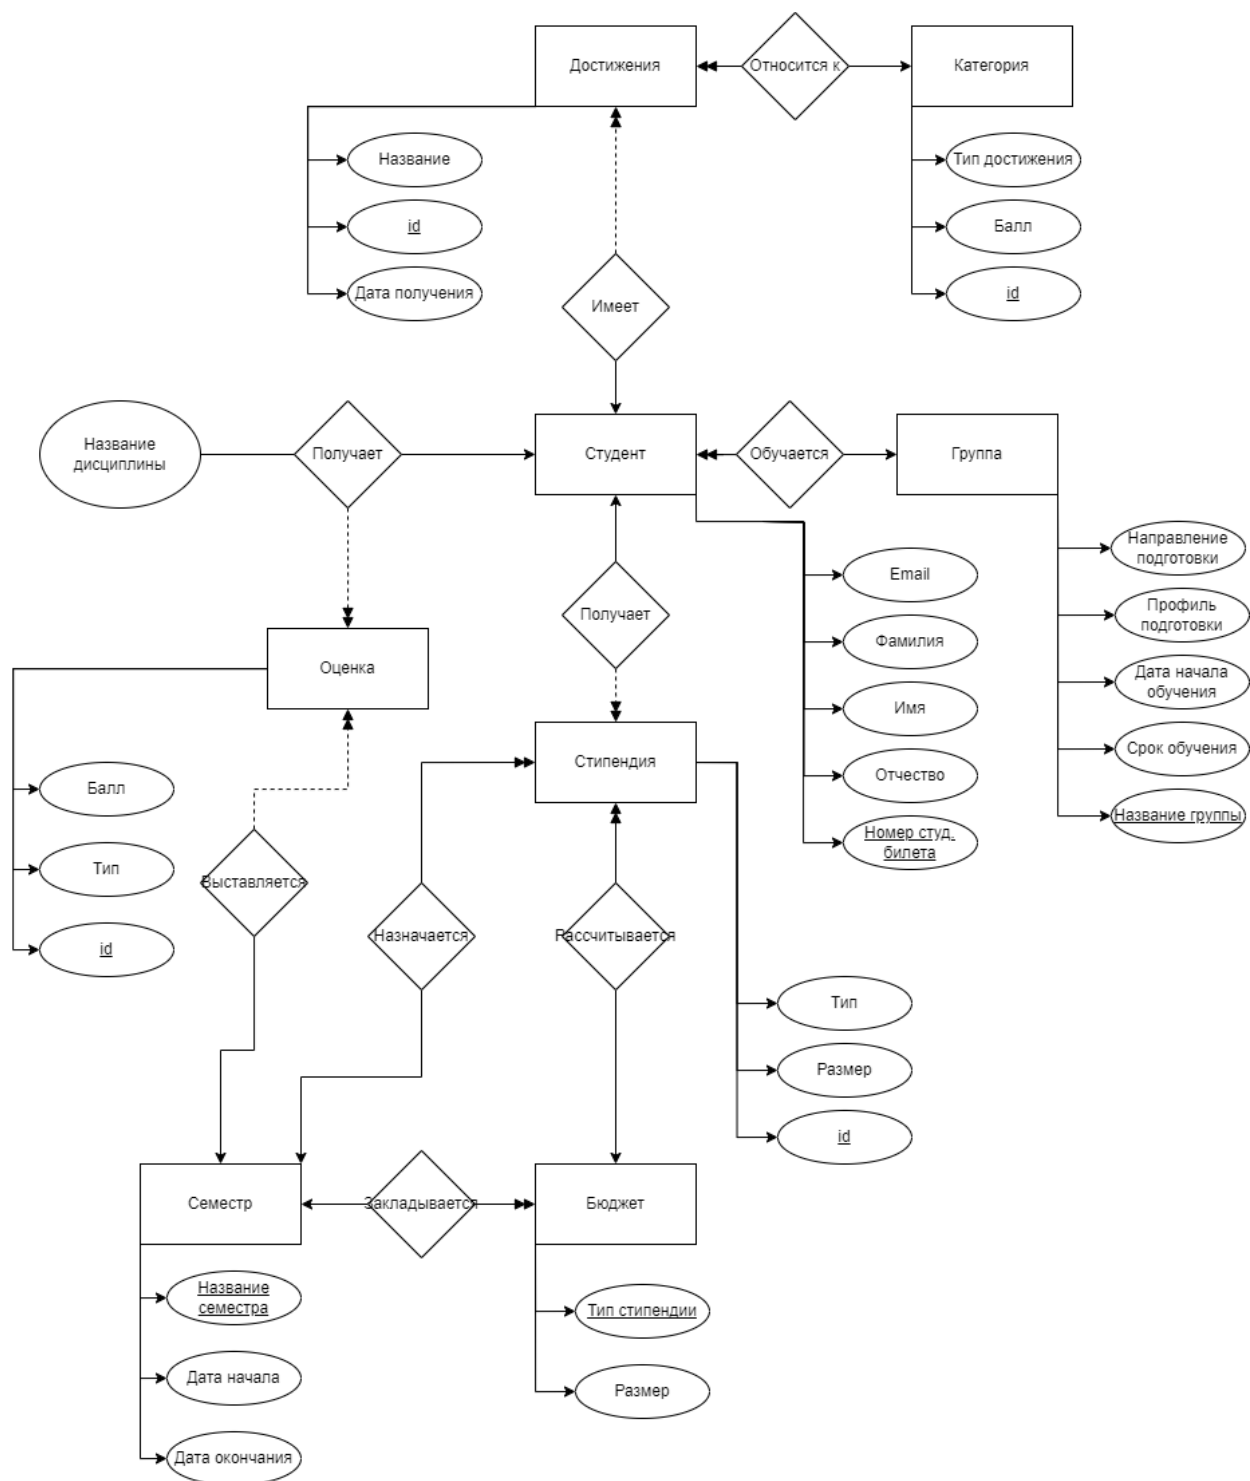 Достижения
Относится к
Категория
Название
id
Дата получения
Тип достижения
Балл
id
Имеет
Название
дисциплины
Получает
Студент
Обучается
Группа
Направление
подготовки
Профиль
подготовки
Дата начала
обучения
Срок обучения
Название группы
Email
Фамилия
Имя
Отчество
Номер студ.
билета
Получает
Оценка
Стипендия
Балл
Тип
id
Выставляется
Назначается
Рассчитывается
Тип
Размер
id
Семестр
Закладывается
Бюджет
Название
семестра
Дата начала
Дата окончания
Тип стипендии
Размер